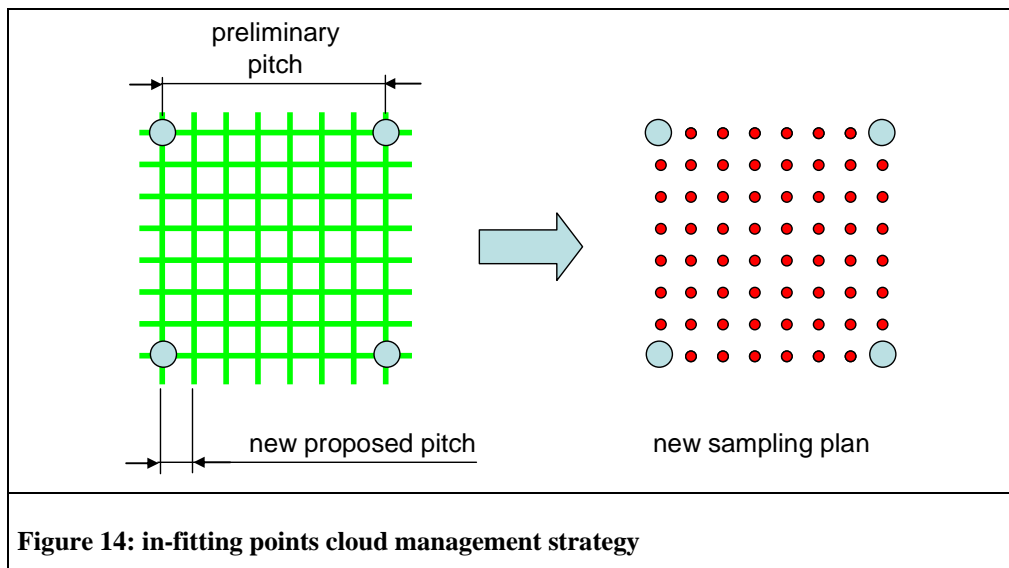 preliminary
pitch
new proposed pitch
new sampling plan
Figure 14: in-fitting points cloud management strategy